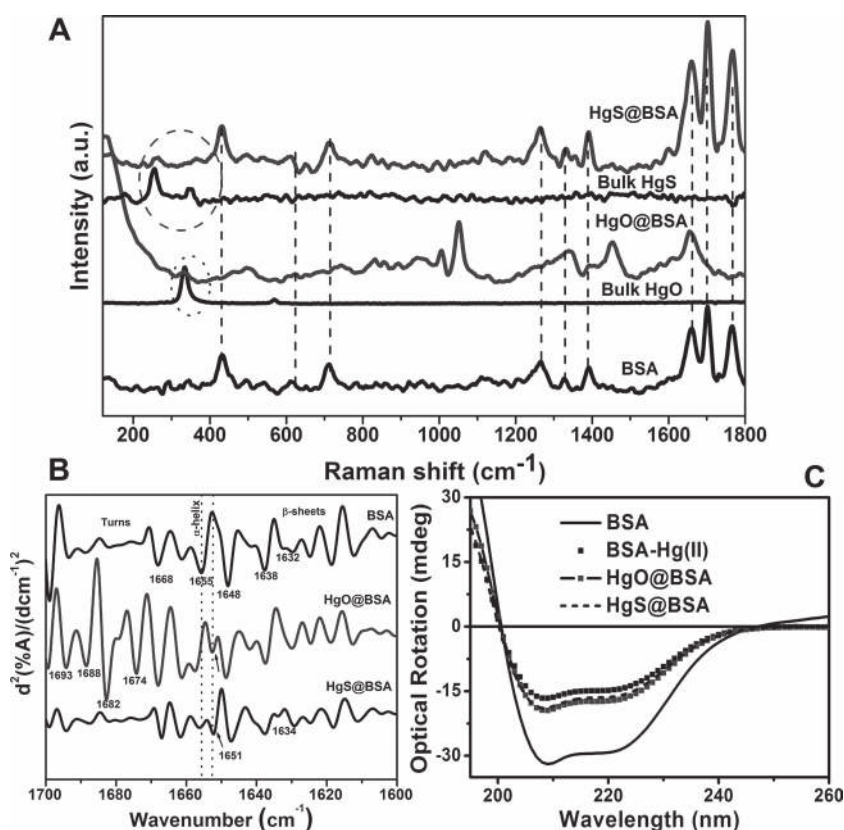 A
Intensity (a.u.)
HgS@BSA
Bulk HgS
HgO@BSA
Bulk HgO
BSA
200 400 600 800 1000 1200 1400 1600 1800
Raman shift (cm-1)
B
d2(%A)/(dcm-1)2
Turns
α-helix
β-sheets
BSA
1668
1655
1648
1638
1632
HgO@BSA
1693
1688
1682
1674
HgS@BSA
1651
1634
1700 1680 1660 1640 1620 1600
Wavenumber (cm-1)
C
Optical Rotation (mdeg)
30
15
0
-15
-30
BSA
BSA-Hg(II)
HgO@BSA
HgS@BSA
200 220 240 260
Wavelength (nm)